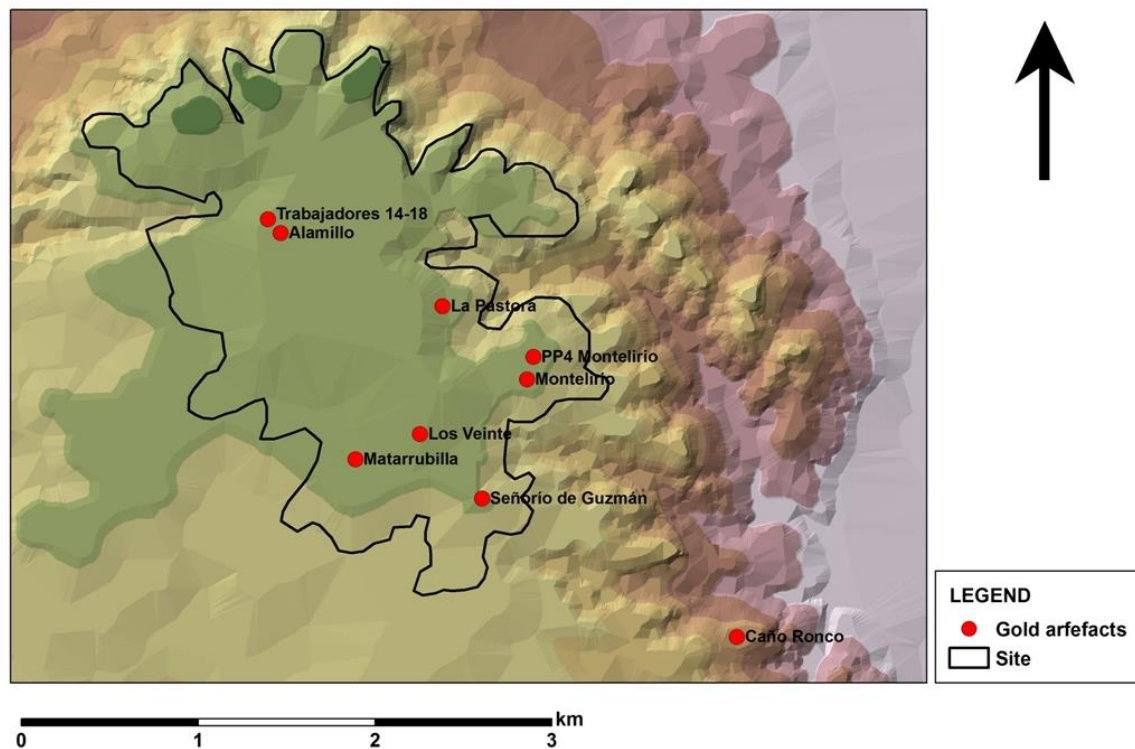 Trabajadores 14-18
Alamillo
La Pastora
PP4 Montelirio
Montelirio
Los Veinte
Matarrubilla
Señorío de Guzmán
Caño Ronco
LEGEND
Gold arfefacts
Site
km
0 1 2 3